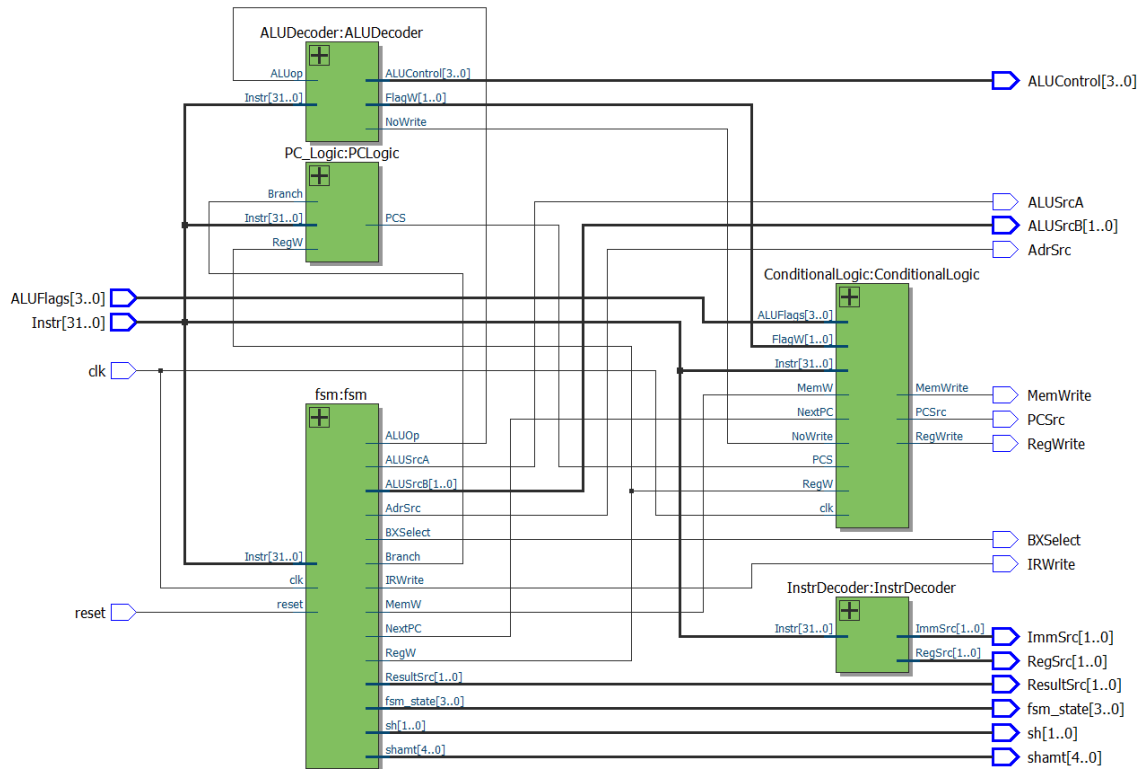 ALUDecoder:ALUDecoder
ALUop
Instr[31..0]
ALUControl[3..0]
FlagW[1..0]
NoWrite
PC_Logic:PCLogic
Branch
Instr[31..0]
RegW
PCS
ALUFlags[3..0]
Instr[31..0]
clk
reset
fsm:fsm
Instr[31..0]
clk
reset
ALUOp
ALUSrcA
ALUSrcB[1..0]
AdrSrc
BXSelect
Branch
IRWrite
MemW
NextPC
RegW
ResultSrc[1..0]
fsm_state[3..0]
sh[1..0]
shamt[4..0]
ConditionalLogic:ConditionalLogic
ALUFlags[3..0]
FlagW[1..0]
Instr[31..0]
MemW
NextPC
NoWrite
PCS
RegW
clk
MemWrite
PCSrc
RegWrite
InstrDecoder:InstrDecoder
Instr[31..0]
ImmSrc[1..0]
RegSrc[1..0]
ALUControl[3..0]
ALUSrcA
ALUSrcB[1..0]
AdrSrc
MemWrite
PCSrc
RegWrite
BXSelect
IRWrite
ImmSrc[1..0]
RegSrc[1..0]
ResultSrc[1..0]
fsm_state[3..0]
sh[1..0]
shamt[4..0]